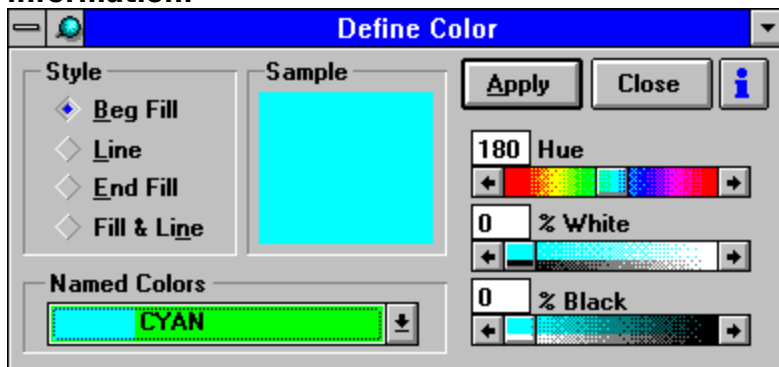 Define Color
Style
Beg Fill
Line
End Fill
Fill & Line
Sample
Apply
Close
i
180 Hue
0 % White
0 % Black
Named Colors
CYAN